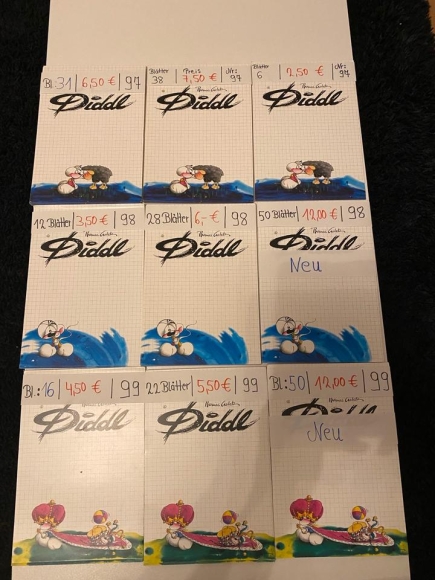 Bl:31 | 6,50 € | 97
Diddl
Blätter 38 | Preis 7,50 € | Nr: 97
Diddl
Blätter 6 | 2,50 € | Nr: 97
Diddl
12 Blätter | 3,50 € | 98
Diddl
28 Blätter | 6,- € | 98
Diddl
50 Blätter | 12,00 € | 98
Diddl
Neu
Bl:16 | 4,50 € | 99
Diddl
22 Blätter | 5,50 € | 99
Diddl
Bl:50 | 12,00 € | 99
Diddl
Neu